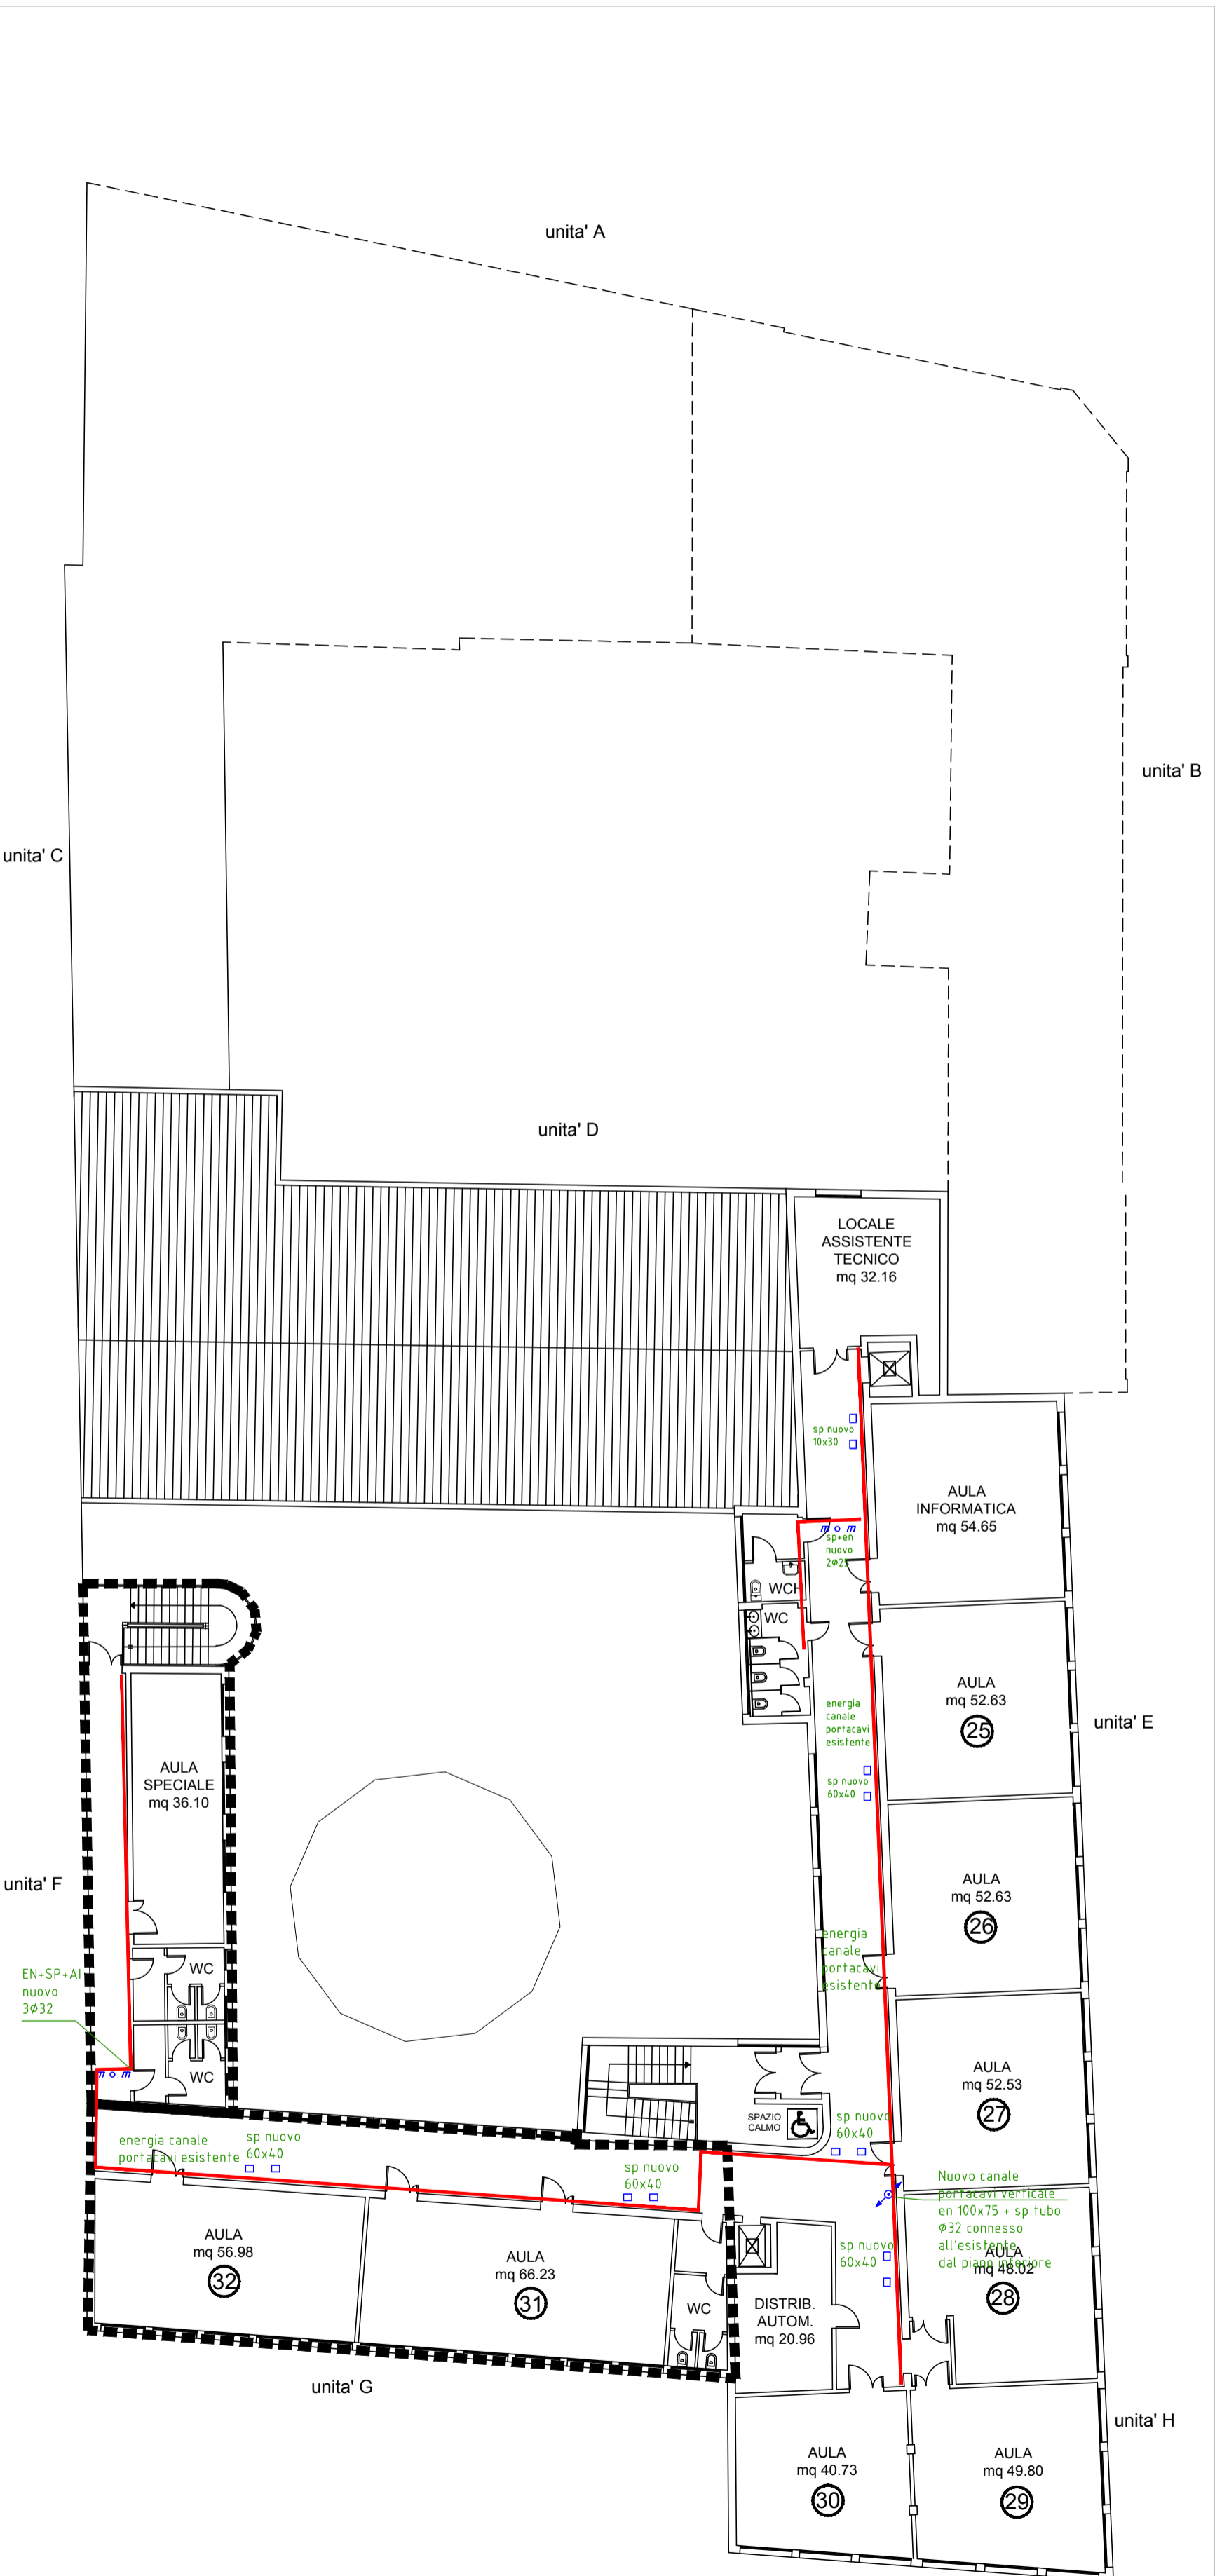 unita' A
unita' B
unita' C
unita' D
LOCALE
ASSISTENTE
TECNICO
mq 32.16
sp nuovo
10x30
AULA
INFORMATICA
mq 54.65
sp+en
nuovo
2Ø25
WCH
WC
AULA
mq 52.63
25
energia
canale
portacavi
esistente
unita' E
AULA
SPECIALE
mq 36.10
sp nuovo
60x40
unita' F
AULA
mq 52.63
26
energia
canale
portacavi
esistente
WC
EN+SP+AI
nuovo
3Ø32
WC
AULA
mq 52.53
27
SPAZIO
CALMO
sp nuovo
60x40
energia canale
portacavi esistente
sp nuovo
60x40
sp nuovo
60x40
Nuovo canale
portacavi verticale
en 100x75 + sp tubo
Ø32 connesso
all'esistente
dal piano inferiore
AULA
mq 48.02
28
AULA
mq 56.98
32
AULA
mq 66.23
31
sp nuovo
60x40
WC
DISTRIB.
AUTOM.
mq 20.96
unita' G
unita' H
AULA
mq 40.73
30
AULA
mq 49.80
29